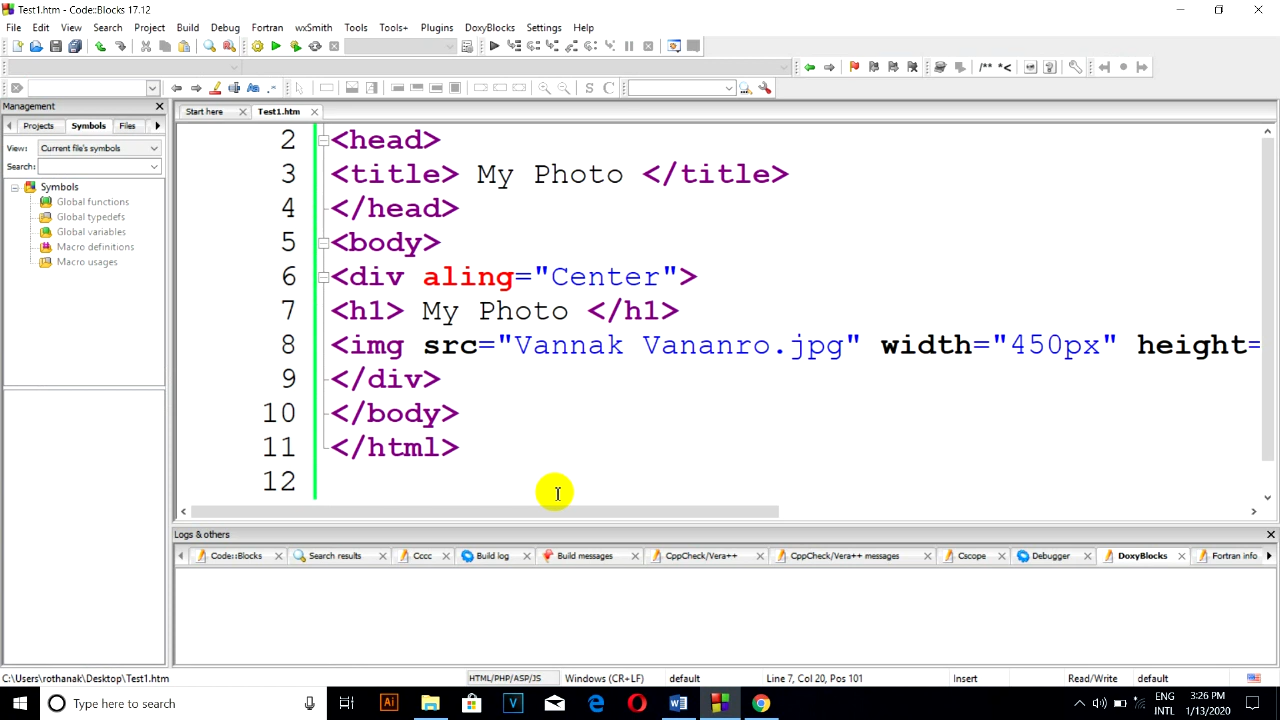 Test1.htm - Code::Blocks 17.12
File Edit View Search Project Build Debug Fortran wxSmith Tools Tools+ Plugins DoxyBlocks Settings Help
/** *<
S C
Management
Projects Symbols Files
View: Current file's symbols
Search:
Symbols
Global functions
Global typedefs
Global variables
Macro definitions
Macro usages
Start here Test1.htm
2 <head>
3 <title> My Photo </title>
4 </head>
5 <body>
6 <div aling="Center">
7 <h1> My Photo </h1>
8 <img src="Vannak Vananro.jpg" width="450px" height=
9 </div>
10 </body>
11 </html>
12
Logs & others
Code::Blocks Search results Cccc Build log Build messages CppCheck/Vera++ CppCheck/Vera++ messages Cscope Debugger DoxyBlocks Fortran info
C:\Users\rothanak\Desktop\Test1.htm HTML/PHP/ASP/JS Windows (CR+LF) default Line 7, Col 20, Pos 101 Insert Read/Write default
Type here to search
Ai V
ENG
INTL
3:26 PM
1/13/2020